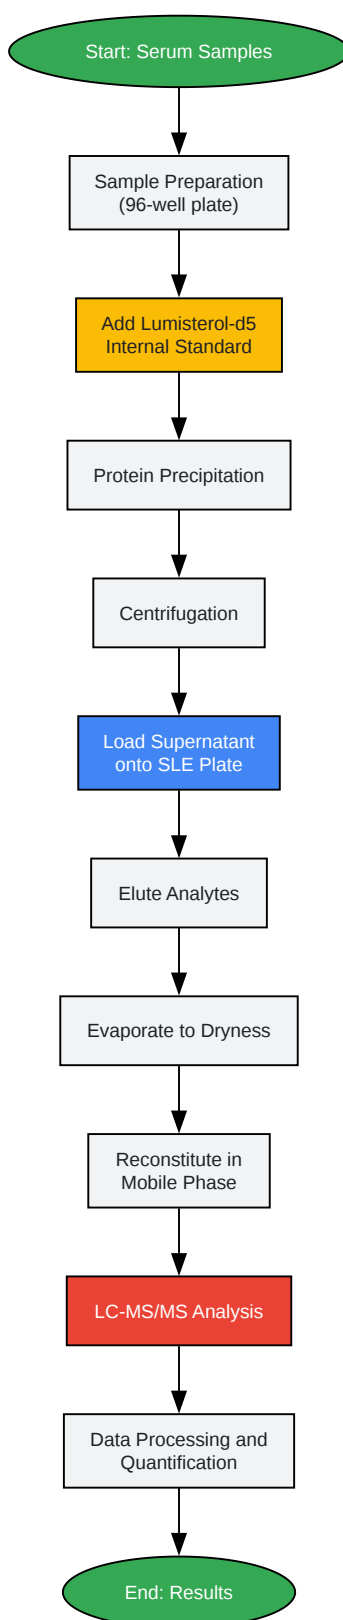 Start: Serum Samples
Sample Preparation
(96-well plate)
Add Lumisterol-d5
Internal Standard
Protein Precipitation
Centrifugation
Load Supernatant
onto SLE Plate
Elute Analytes
Evaporate to Dryness
Reconstitute in
Mobile Phase
LC-MS/MS Analysis
Data Processing and
Quantification
End: Results